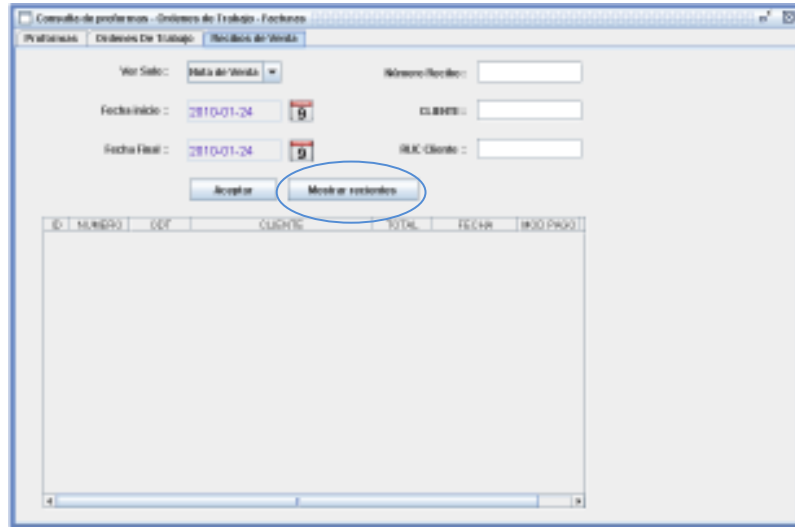 Consulta de proformas - Ordenes de Trabajo - Facturas
Proformas Ordenes De Trabajo Recibos de Venta
Ver Solo :: Nota de Venta Número Recibo ::
Fecha Inicio :: 2010-01-24 9 CLIENTE ::
Fecha Final :: 2010-01-24 9 RUC Cliente ::
Aceptar Mostrar recientes
ID NUMERO ODT CLIENTE TOTAL FECHA MOD PAGO